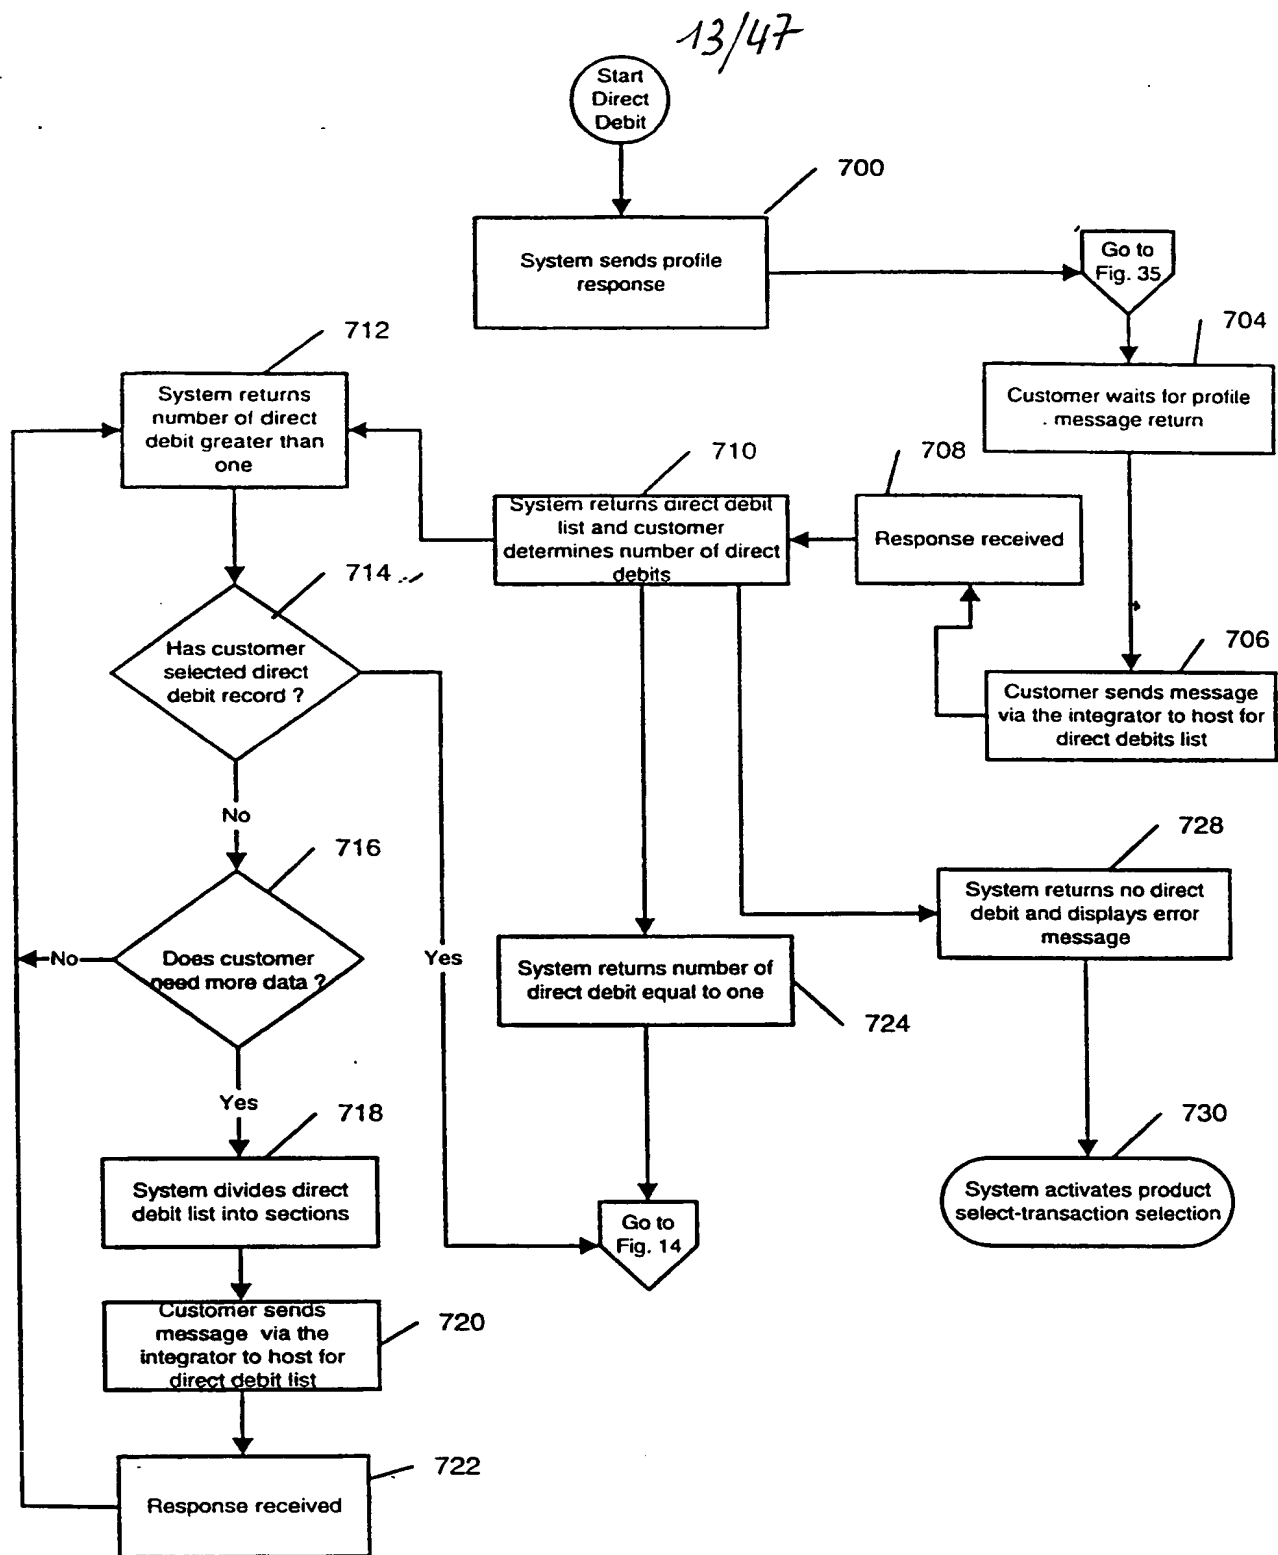 13/47
Start
Direct
Debit
700
System sends profile
response
Go to
Fig. 35
704
Customer waits for profile
message return
712
System returns
number of direct
debit greater than
one
710
System returns direct debit
list and customer
determines number of direct
debits
708
Response received
706
Customer sends message
via the integrator to host for
direct debits list
714
Has customer
selected direct
debit record ?
No
Yes
716
Does customer
need more data ?
No
Yes
728
System returns no direct
debit and displays error
message
System returns number of
direct debit equal to one
724
718
System divides direct
debit list into sections
730
System activates product
select-transaction selection
Go to
Fig. 14
720
Customer sends
message via the
integrator to host for
direct debit list
722
Response received